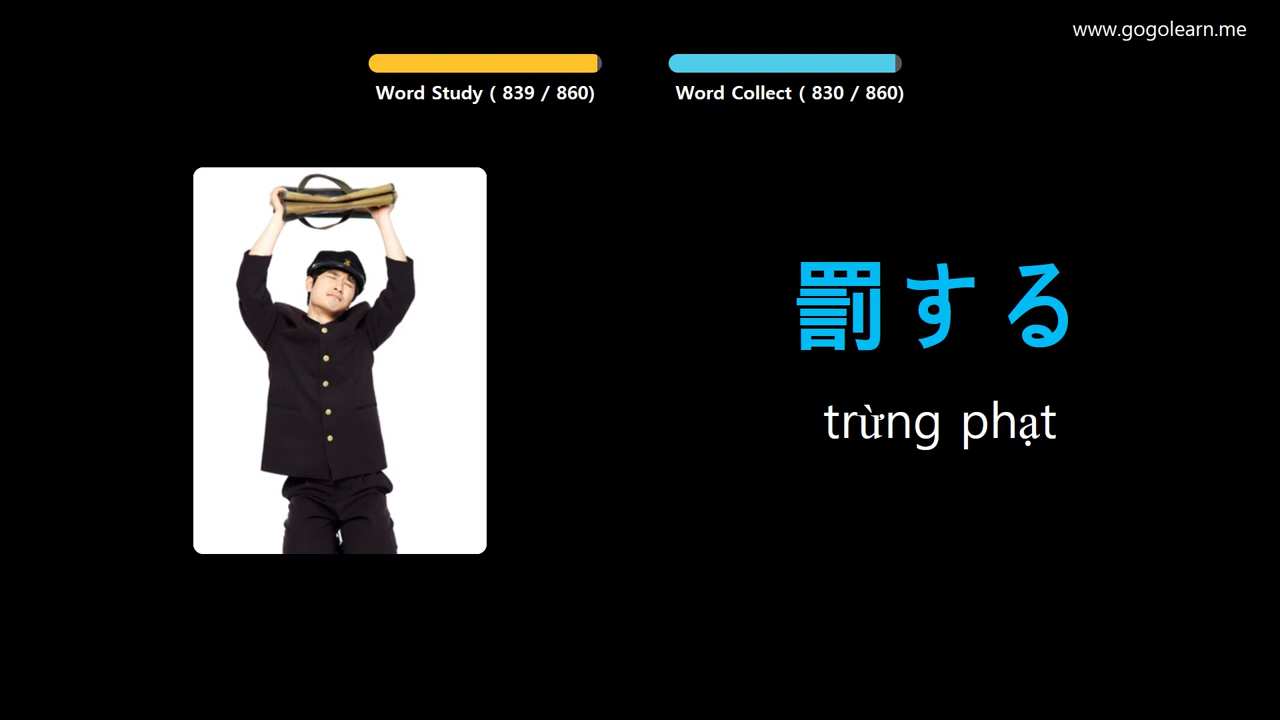 www.gogolearn.me
Word Study ( 839 / 860)
Word Collect ( 830 / 860)
罰する
trừng phạt